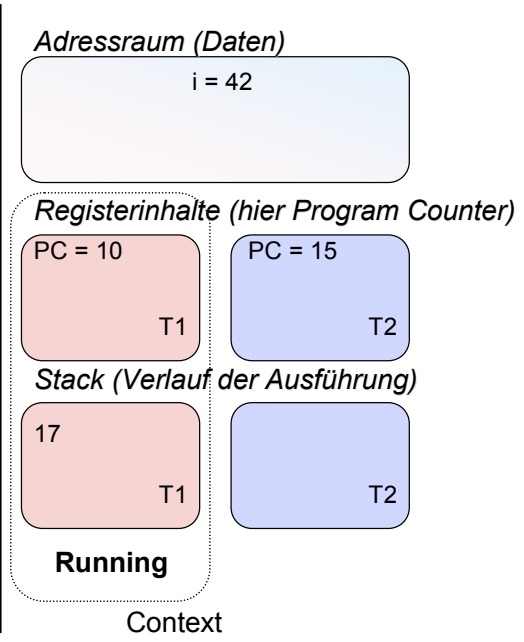 Adressraum (Daten)
i = 42
Registerinhalte (hier Program Counter)
PC = 10
PC = 15
T1
T2
Stack (Verlauf der Ausführung)
17
T1
T2
Running
Context